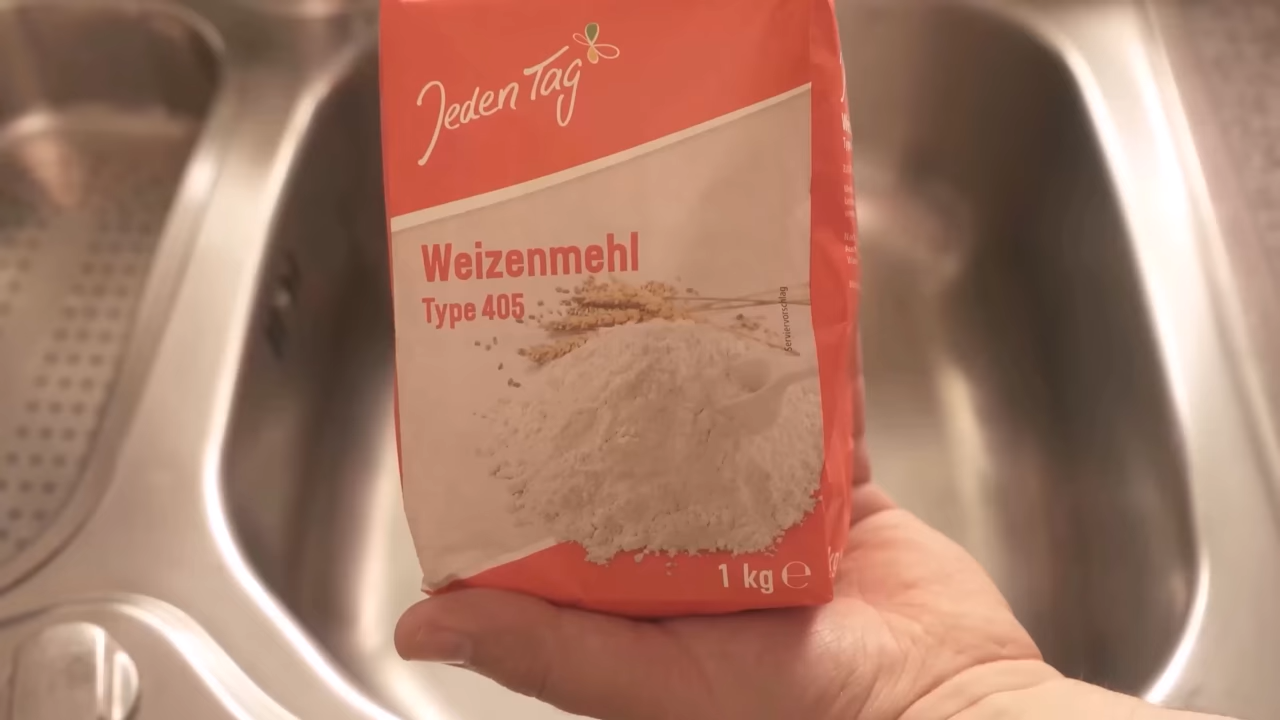 Jeden Tag
Weizenmehl
Type 405
Serviervorschlag
1 kg ℮